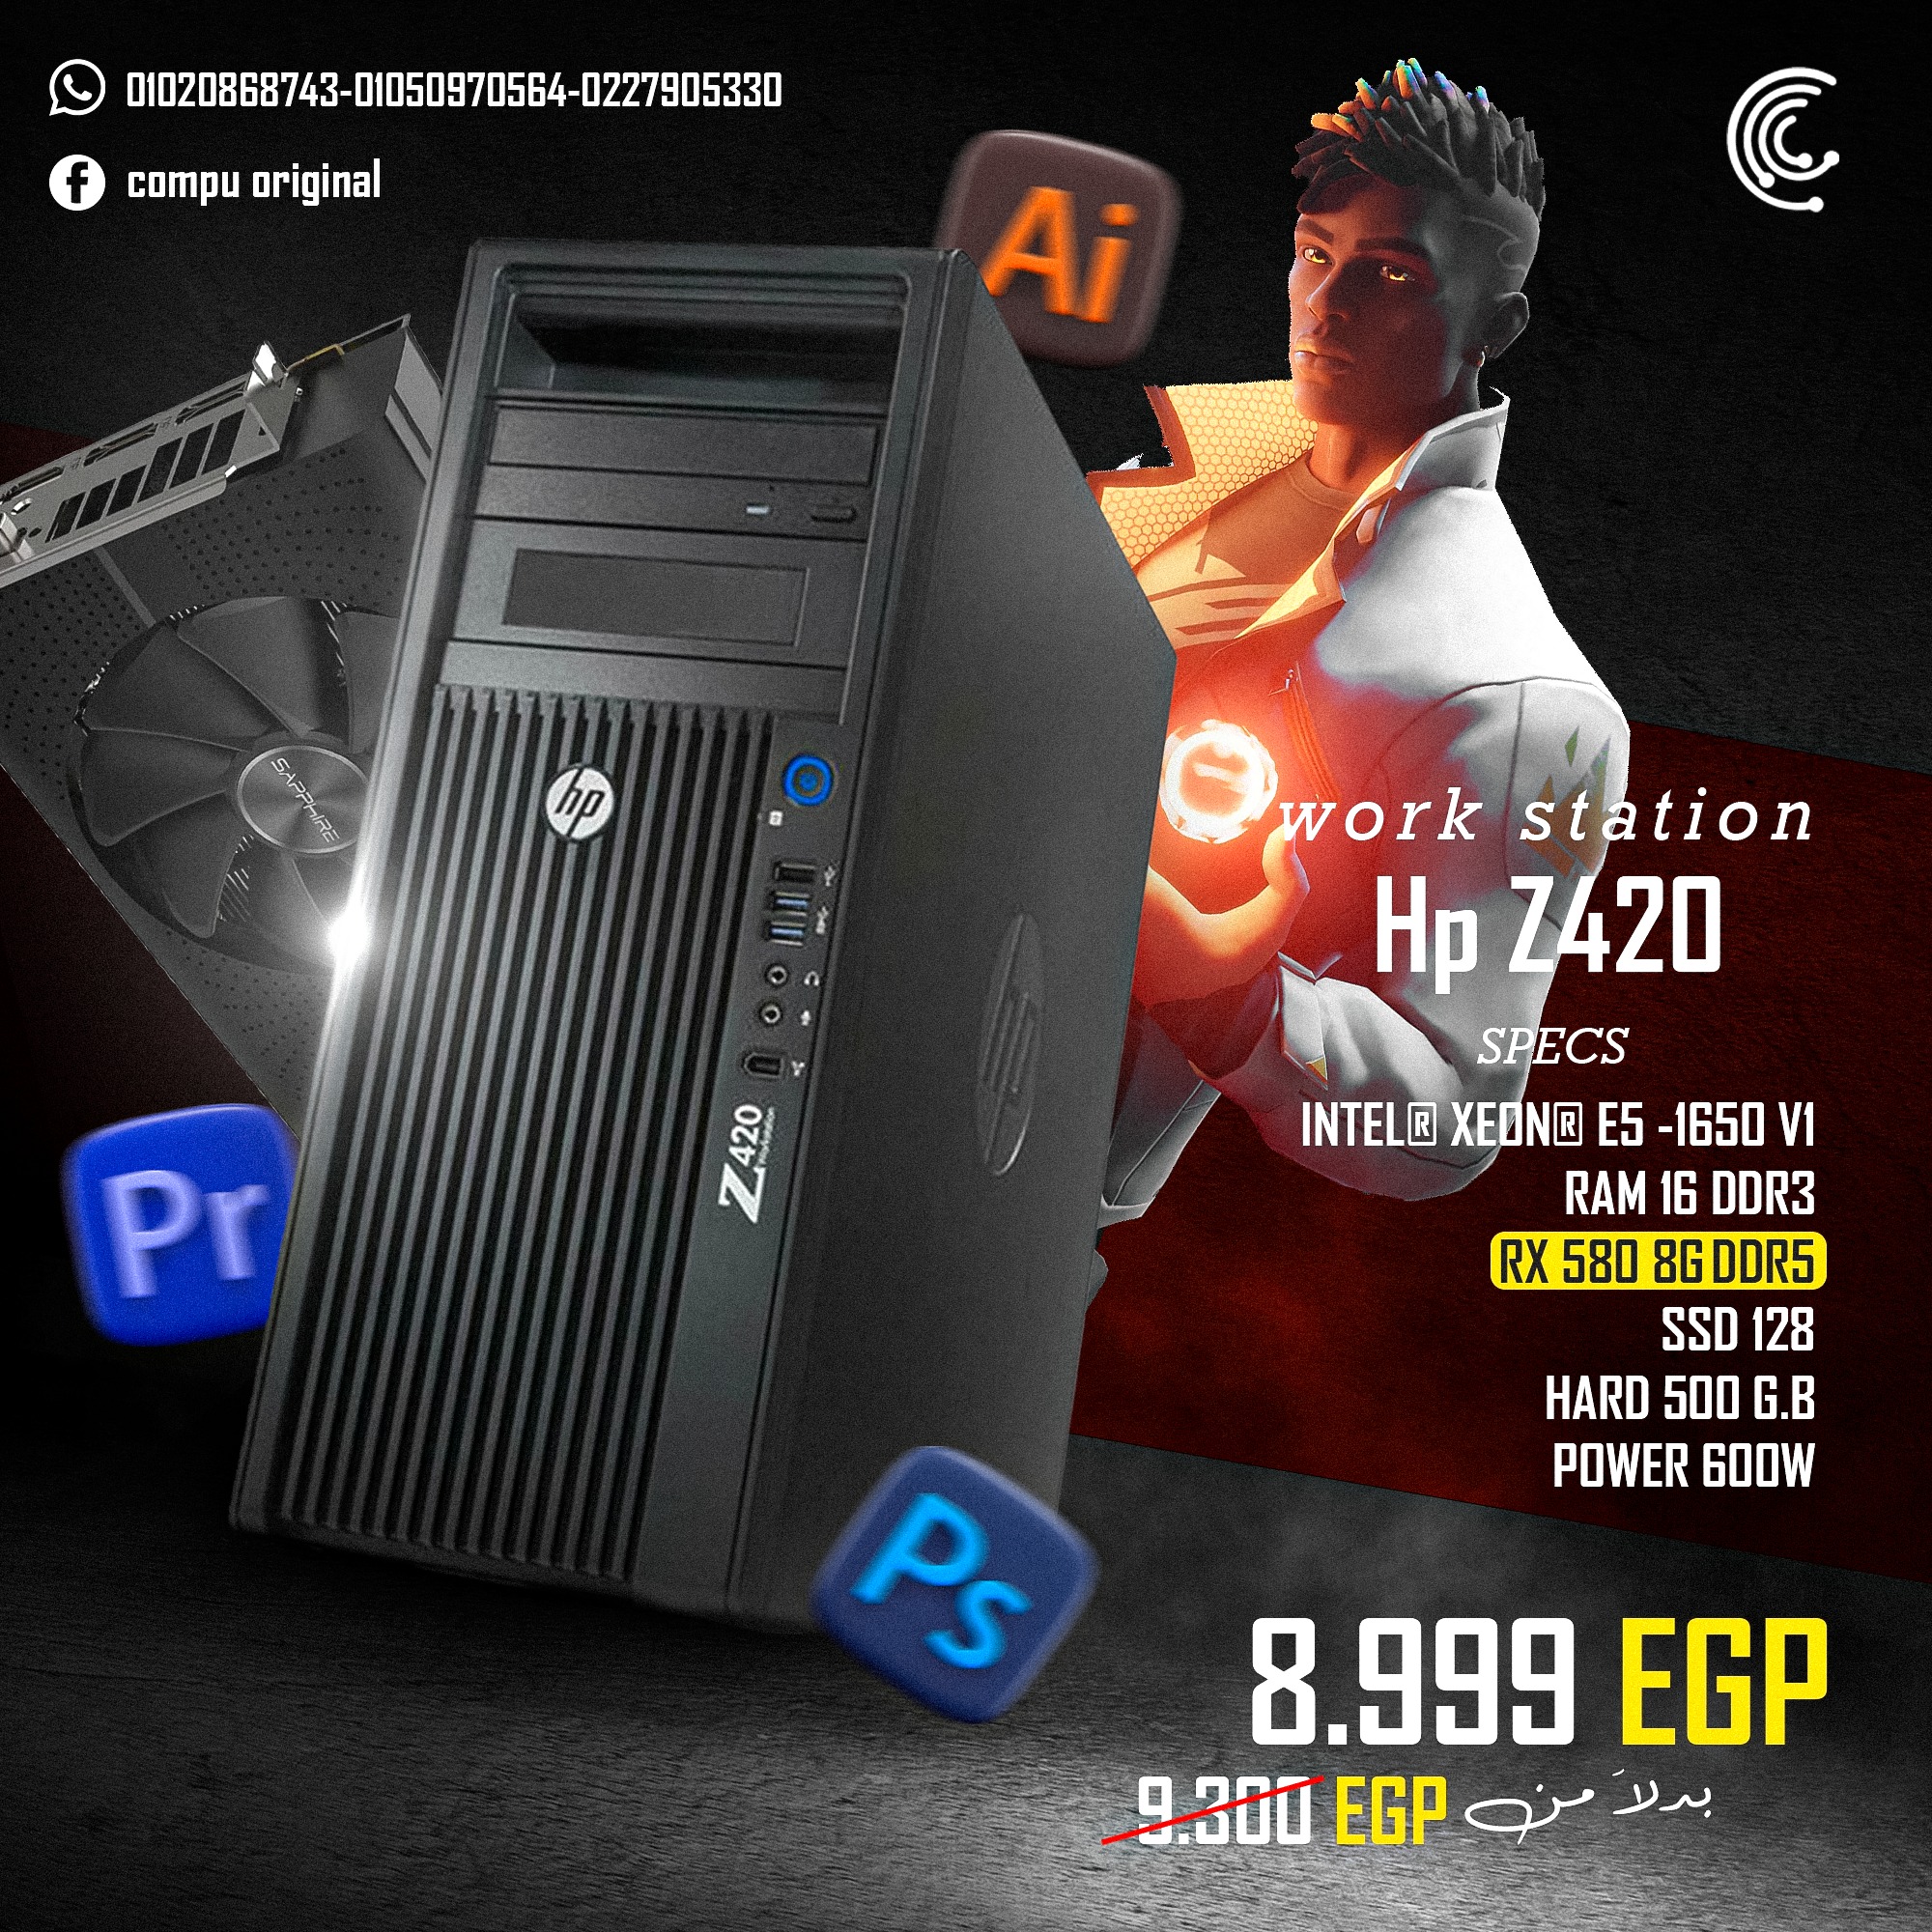 01020868743-01050970564-0227905330
compu original
Ai
SAPPHIRE
hp
Z420
Workstation
Pr
Ps
work station
Hp Z420
SPECS
INTEL® XEON® E5 -1650 V1
RAM 16 DDR3
RX 580 8G DDR5
SSD 128
HARD 500 G.B
POWER 600W
8.999 EGP
بدلاَ من 9.300 EGP